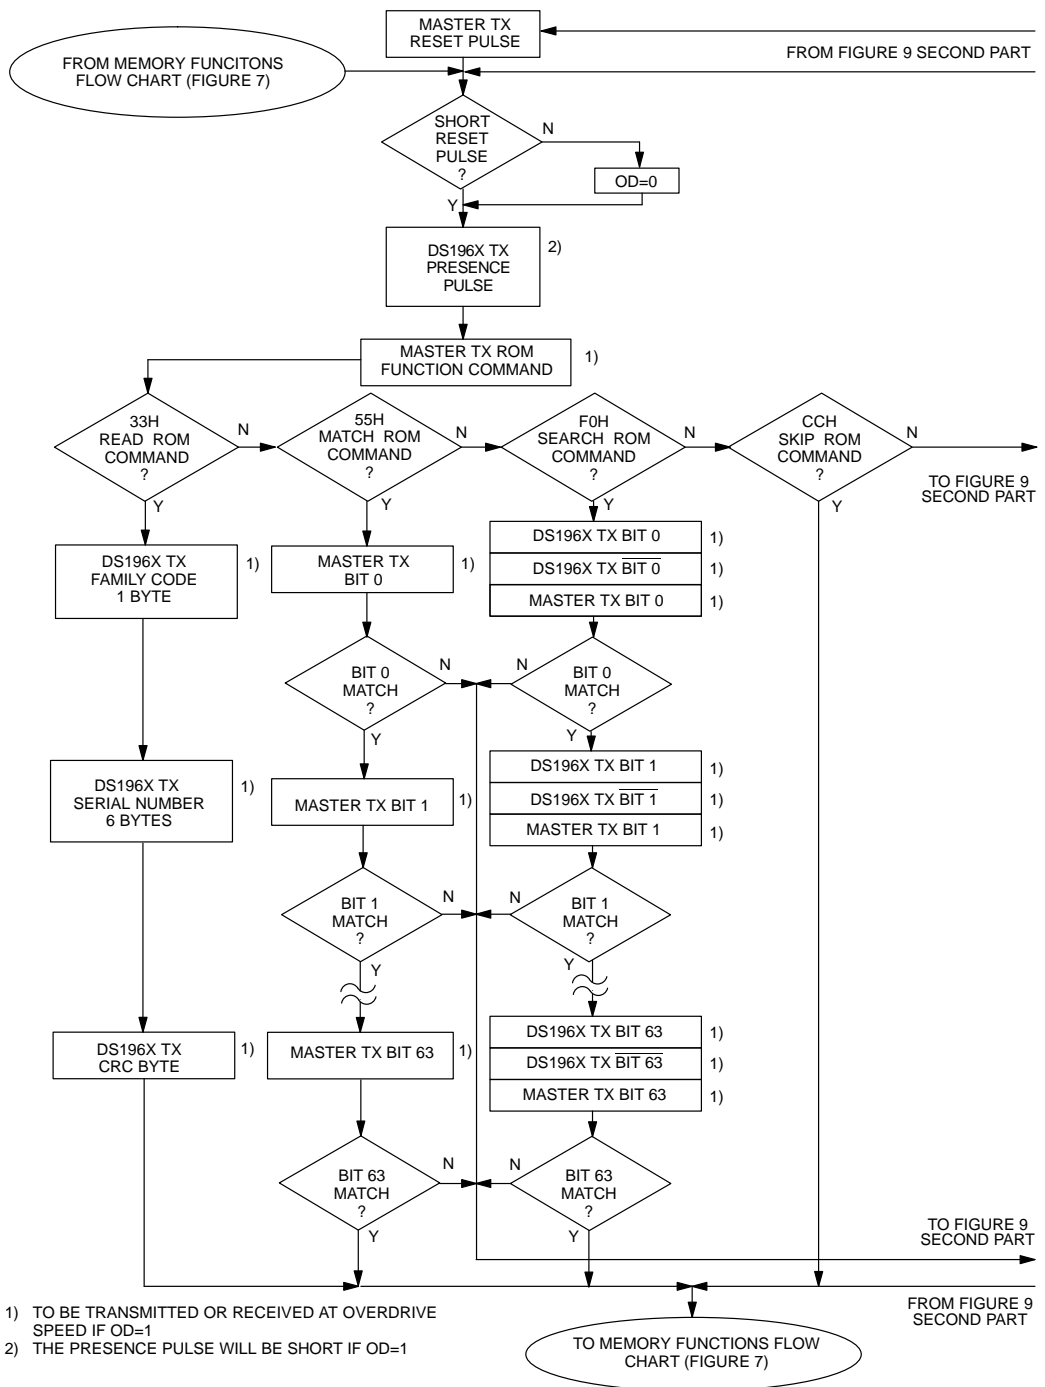 MASTER TX
RESET PULSE
FROM FIGURE 9 SECOND PART
FROM MEMORY FUNCITONS
FLOW CHART (FIGURE 7)
SHORT
RESET
PULSE
?
N
OD=0
Y
DS196X TX
PRESENCE
PULSE
2)
MASTER TX ROM
FUNCTION COMMAND
1)
33H
READ ROM
COMMAND
?
N
Y
55H
MATCH ROM
COMMAND
?
N
Y
F0H
SEARCH ROM
COMMAND
?
N
Y
CCH
SKIP ROM
COMMAND
?
N
Y
TO FIGURE 9
SECOND PART
DS196X TX
FAMILY CODE
1 BYTE
1)
MASTER TX
BIT 0
1)
DS196X TX BIT 0
1)
DS196X TX B̅I̅T̅ ̅0̅
1)
MASTER TX BIT 0
1)
BIT 0
MATCH
?
N
Y
N
BIT 0
MATCH
?
Y
DS196X TX
SERIAL NUMBER
6 BYTES
1)
MASTER TX BIT 1
1)
DS196X TX BIT 1
1)
DS196X TX B̅I̅T̅ ̅1̅
1)
MASTER TX BIT 1
1)
BIT 1
MATCH
?
N
Y
N
BIT 1
MATCH
?
Y
DS196X TX
CRC BYTE
1)
MASTER TX BIT 63
1)
DS196X TX BIT 63
1)
DS196X TX B̅I̅T̅ ̅6̅3̅
1)
MASTER TX BIT 63
1)
BIT 63
MATCH
?
N
Y
N
BIT 63
MATCH
?
Y
TO FIGURE 9
SECOND PART
FROM FIGURE 9
SECOND PART
1) TO BE TRANSMITTED OR RECEIVED AT OVERDRIVE
SPEED IF OD=1
2) THE PRESENCE PULSE WILL BE SHORT IF OD=1
TO MEMORY FUNCTIONS FLOW
CHART (FIGURE 7)